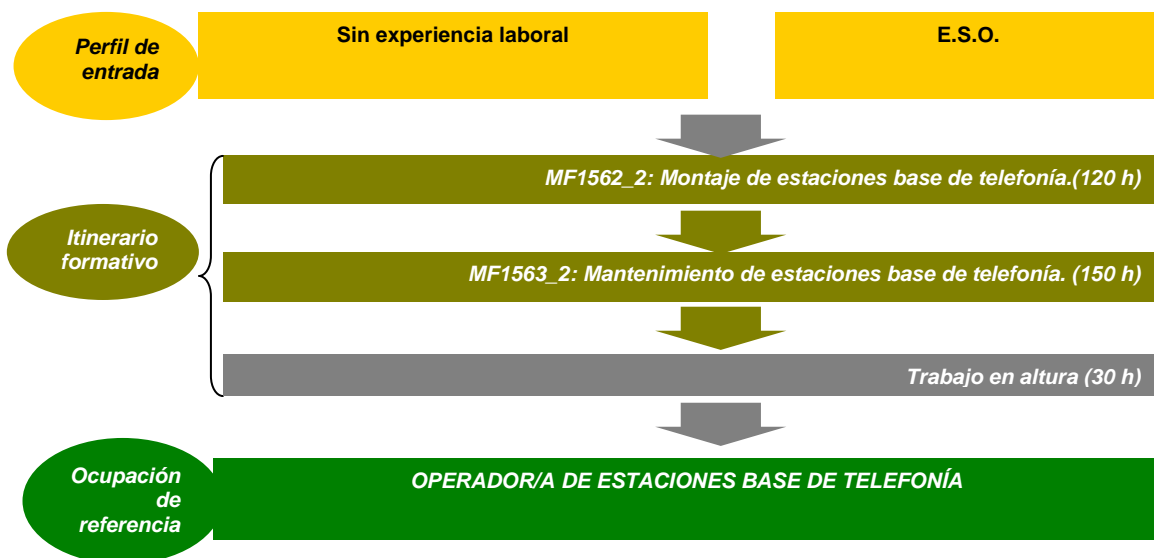 Perfil de
entrada
Sin experiencia laboral
E.S.O.
Itinerario
formativo
MF1562_2: Montaje de estaciones base de telefonía.(120 h)
MF1563_2: Mantenimiento de estaciones base de telefonía. (150 h)
Trabajo en altura (30 h)
Ocupación
de
referencia
OPERADOR/A DE ESTACIONES BASE DE TELEFONÍA